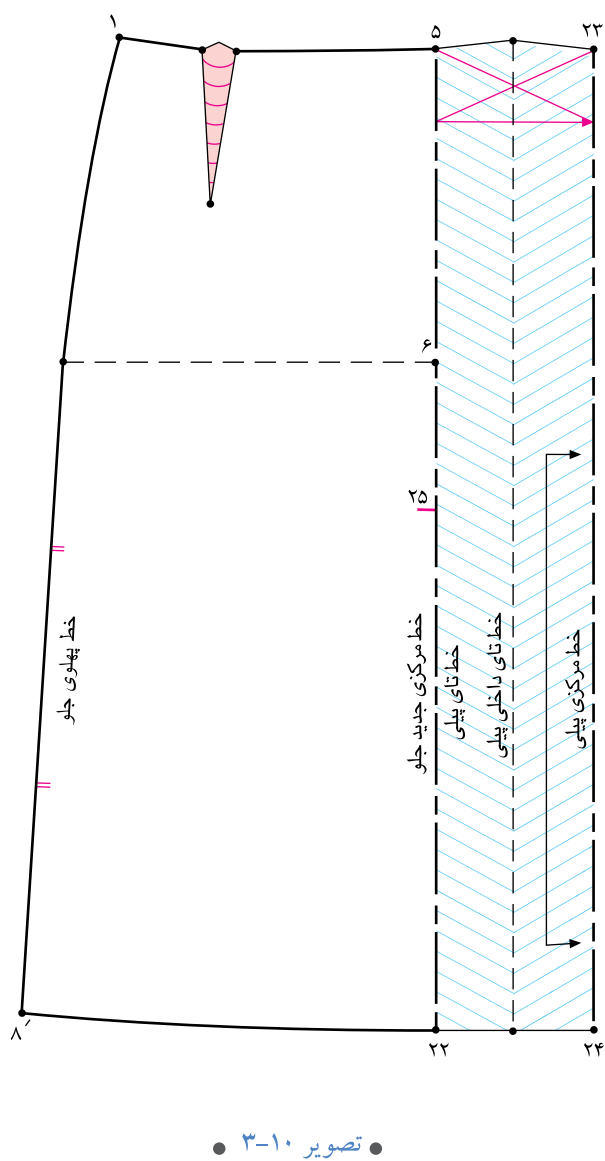 ۱
۵
۲۳
۶
۲۵
خط پهلوی جلو
خط مرکزی جدید جلو
خط تای پیلی
خط تای داخلی پیلی
خط مرکزی پیلی
۸′
۲۲
۲۴
● تصویر ۱۰-۳ ●